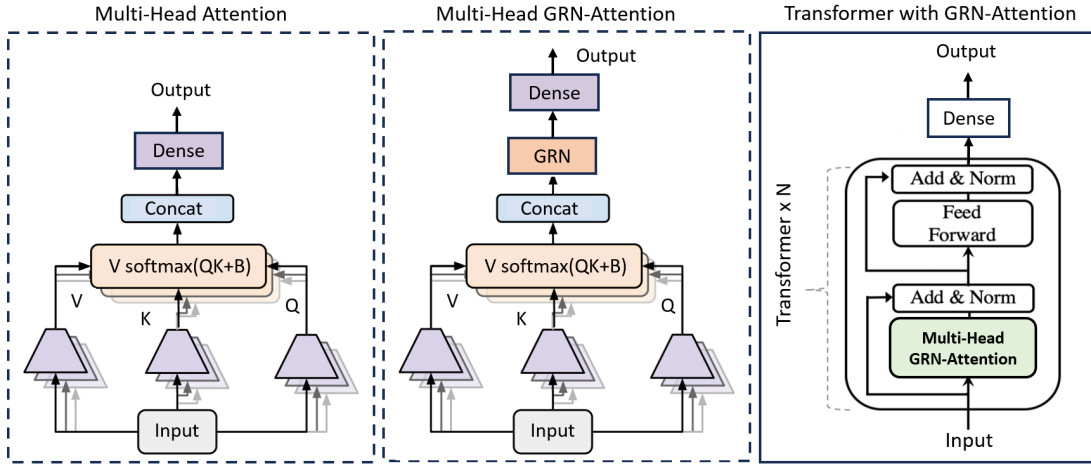 Multi-Head Attention
Output
Dense
Concat
V softmax(QK+B)
V
K
Q
Input
Multi-Head GRN-Attention
Output
Dense
GRN
Concat
V softmax(QK+B)
V
K
Q
Input
Transformer with GRN-Attention
Output
Dense
Transformer x N
Add & Norm
Feed
Forward
Add & Norm
Multi-Head
GRN-Attention
Input